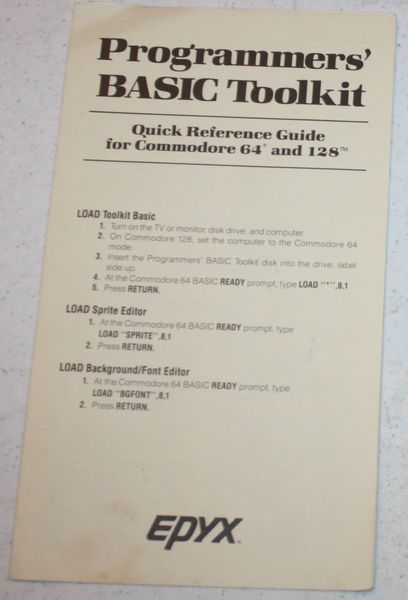 Programmers'
BASIC Toolkit
Quick Reference Guide
for Commodore 64® and 128™
LOAD Toolkit Basic
1. Turn on the TV or monitor, disk drive, and computer.
2. On Commodore 128, set the computer to the Commodore 64
mode.
3. Insert the Programmers' BASIC Toolkit disk into the drive, label
side up.
4. At the Commodore 64 BASIC READY prompt, type LOAD "*",8,1
5. Press RETURN.
LOAD Sprite Editor
1. At the Commodore 64 BASIC READY prompt, type
LOAD "SPRITE",8,1
2. Press RETURN.
LOAD Background/Font Editor
1. At the Commodore 64 BASIC READY prompt, type
LOAD "BGFONT",8,1
2. Press RETURN.
EPYX®